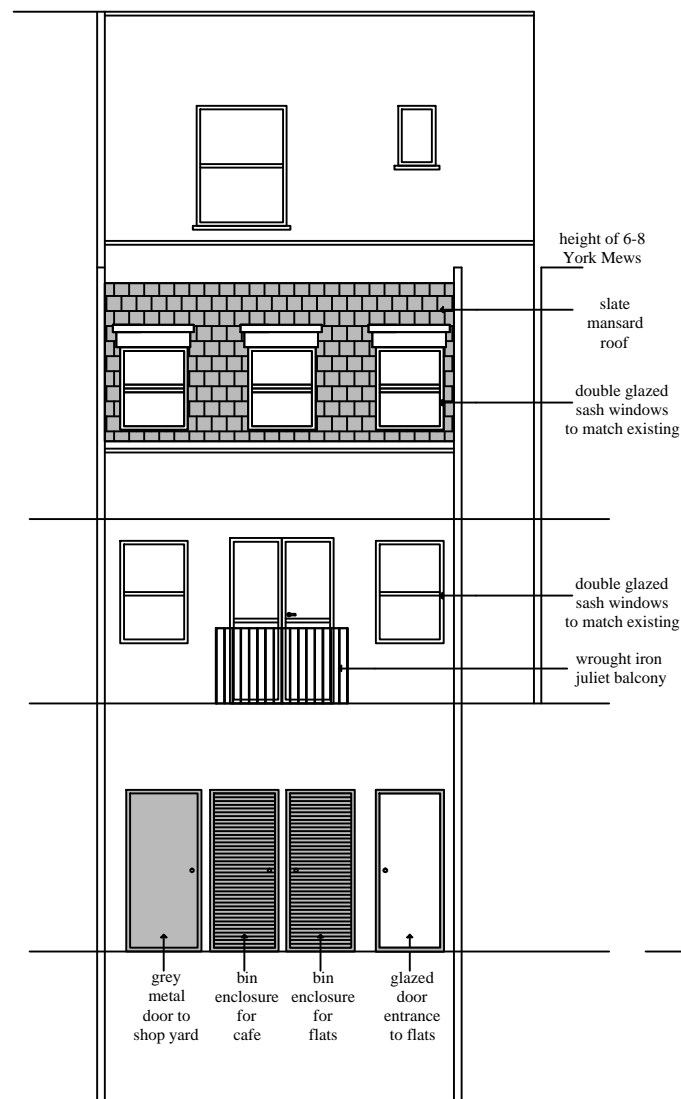 height of 6-8
York Mews
slate
mansard
roof
double glazed
sash windows
to match existing
double glazed
sash windows
to match existing
wrought iron
juliet balcony
grey
metal
door to
shop yard
bin
enclosure
for
cafe
bin
enclosure
for
flats
glazed
door
entrance
to flats